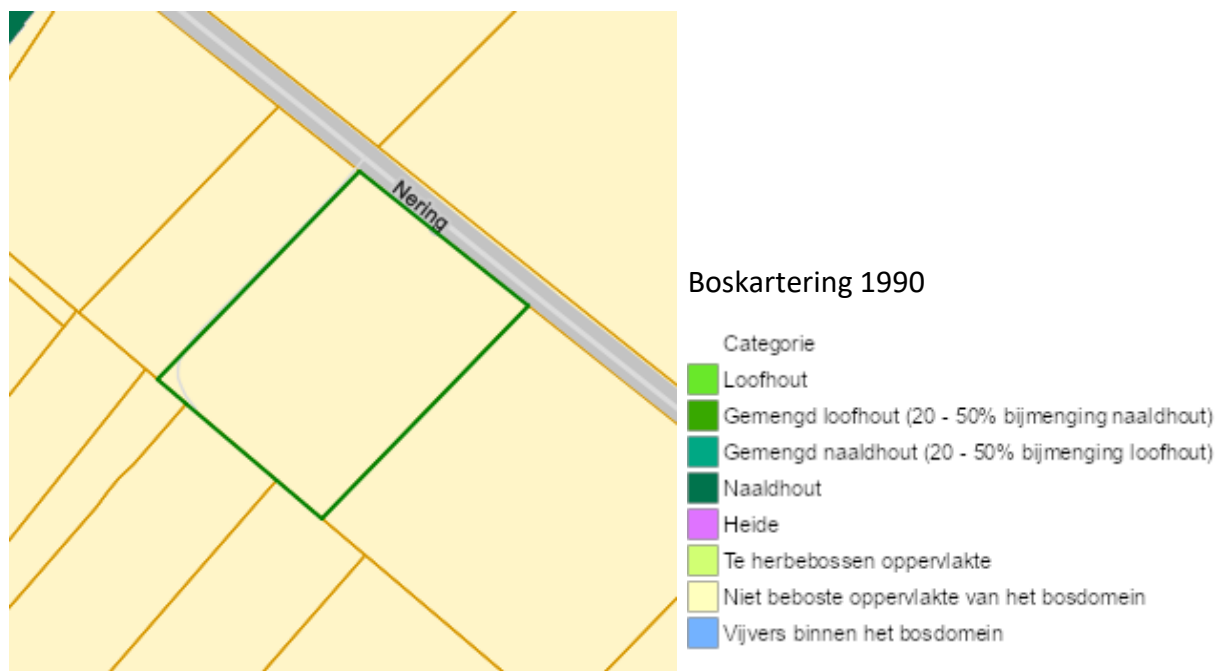 Nering
Boskartering 1990
Categorie
Loofhout
Gemengd loofhout (20 - 50% bijmenging naaldhout)
Gemengd naaldhout (20 - 50% bijmenging loofhout)
Naaldhout
Heide
Te herbebossen oppervlakte
Niet beboste oppervlakte van het bosdomein
Vijvers binnen het bosdomein